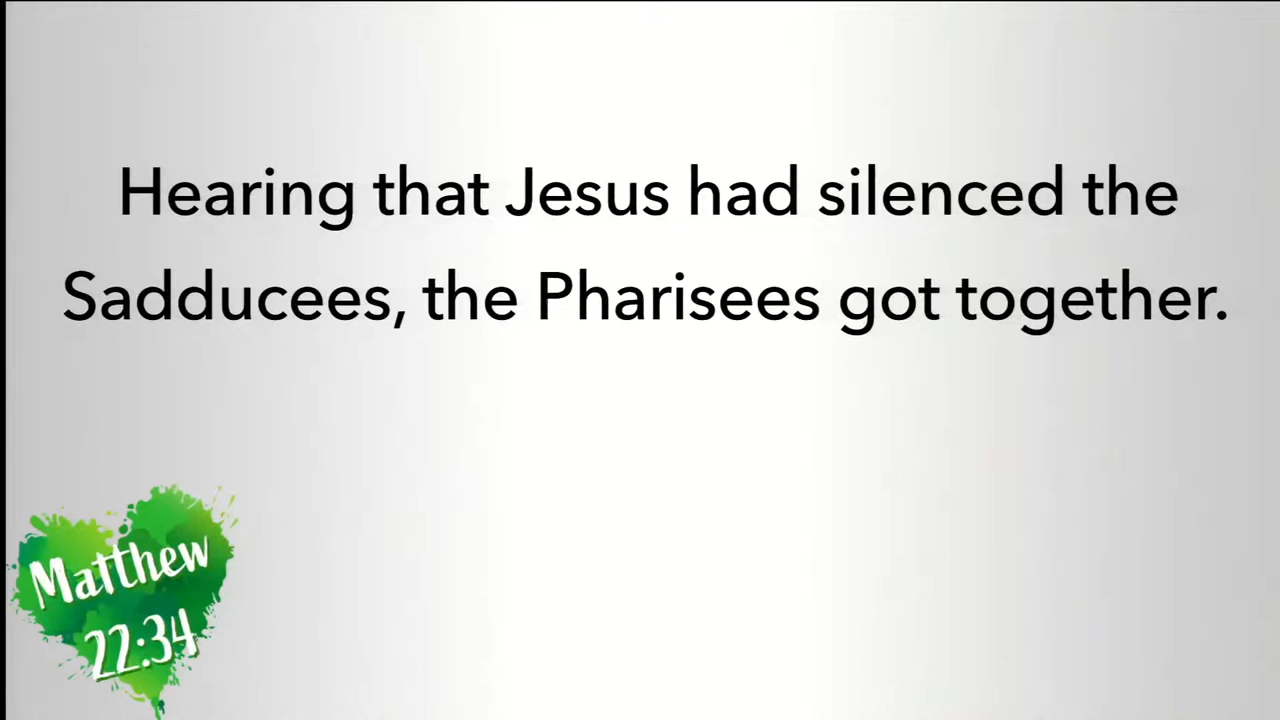 Hearing that Jesus had silenced the
Sadducees, the Pharisees got together.
Matthew
22:34